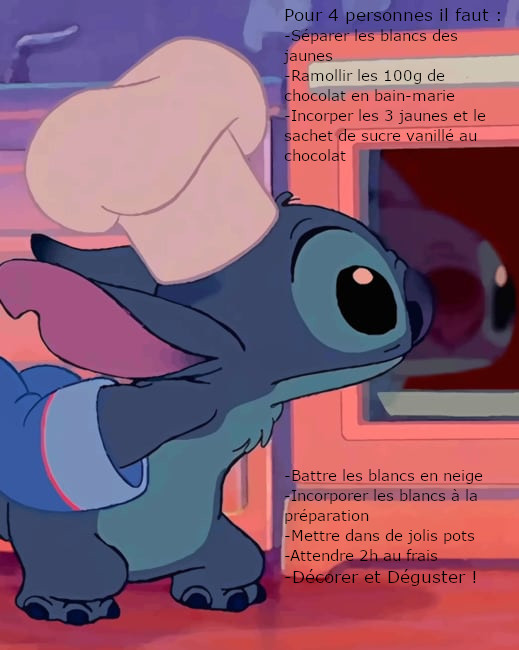 Pour 4 personnes il faut :
-Séparer les blancs des
jaunes
-Ramollir les 100g de
chocolat en bain-marie
-Incorper les 3 jaunes et le
sachet de sucre vanillé au
chocolat
-Battre les blancs en neige
-Incorporer les blancs à la
préparation
-Mettre dans de jolis pots
-Attendre 2h au frais
-Décorer et Déguster !